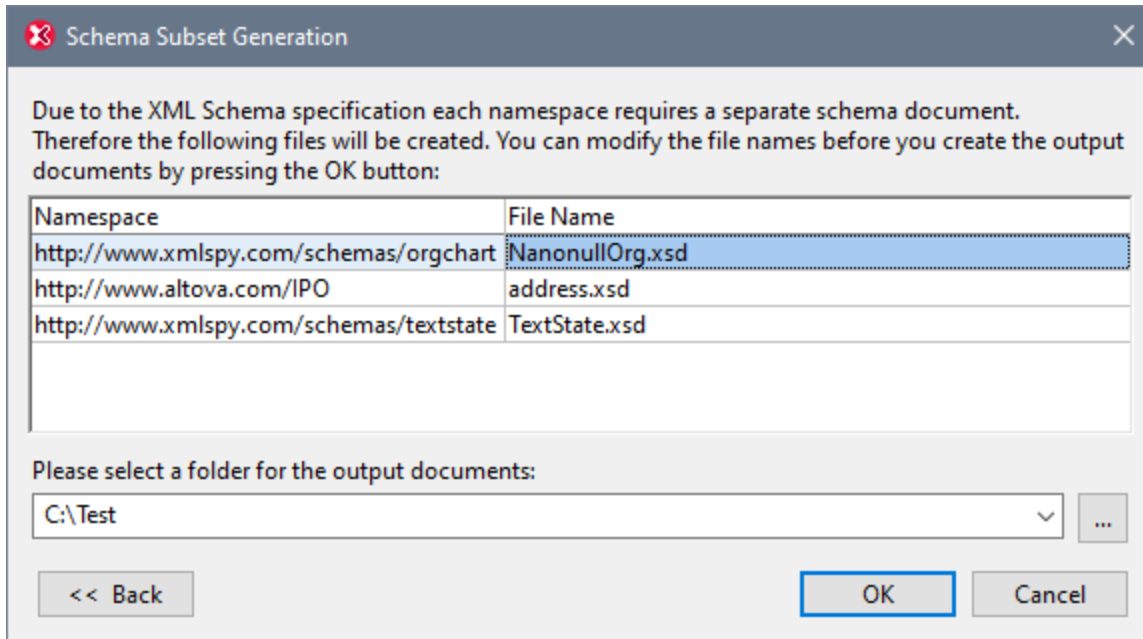 Schema Subset Generation
Due to the XML Schema specification each namespace requires a separate schema document.
Therefore the following files will be created. You can modify the file names before you create the output
documents by pressing the OK button:
Namespace File Name
http://www.xmlspy.com/schemas/orgchart NanonullOrg.xsd
http://www.altova.com/IPO address.xsd
http://www.xmlspy.com/schemas/textstate TextState.xsd
Please select a folder for the output documents:
C:\Test ...
<< Back OK Cancel